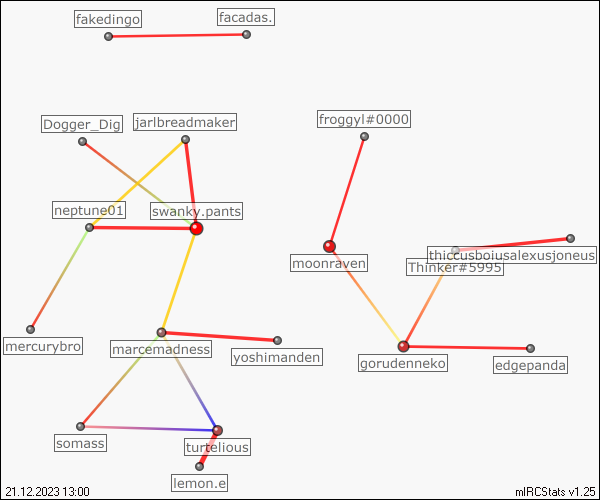 fakedingo
facadas.
Dogger_Dig
jarlbreadmaker
froggyl#0000
neptune01
swanky.pants
moonraven
thiccusboiusalexusjoneus
Thinker#5995
mercurybro
marcemadness
yoshimanden
gorudenneko
edgepanda
somass
turtelious
lemon.e
21.12.2023 13:00
mIRCStats v1.25